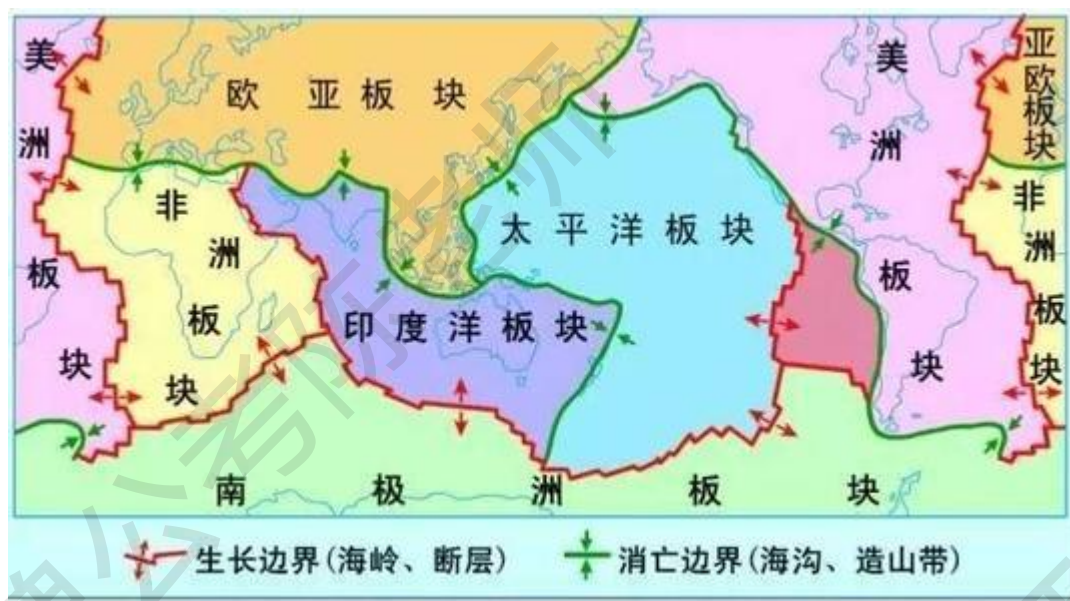 美洲板块
欧亚板块
亚欧板块
非洲板块
太平洋板块
美洲板块
非洲板块
印度洋板块
南极洲板块
生长边界(海岭、断层)
消亡边界(海沟、造山带)